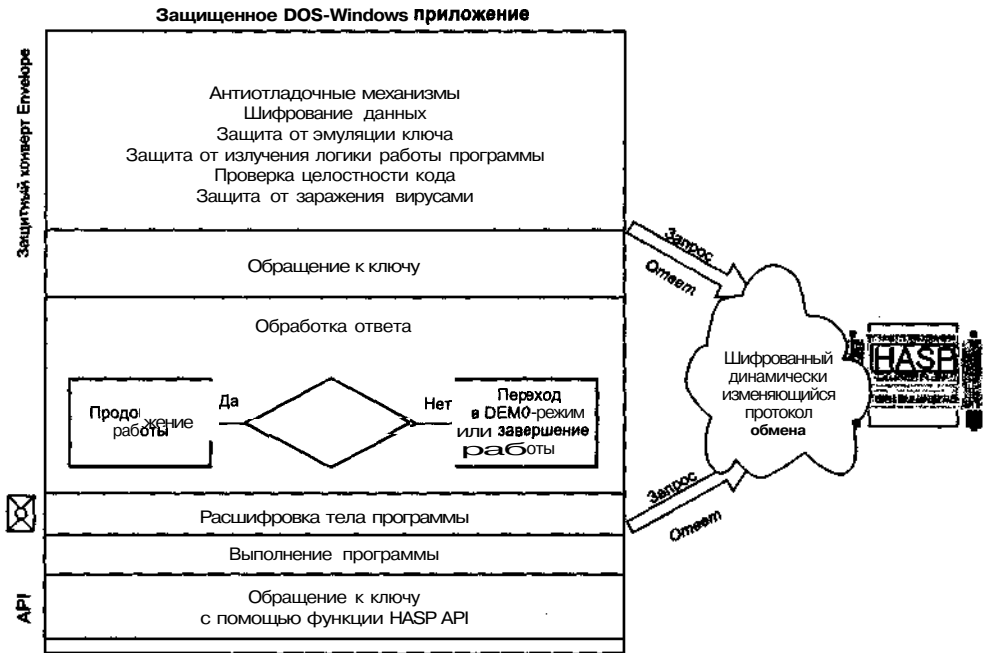 Защищенное DOS-Windows приложение
Защитный конверт Envelope
Антиотладочные механизмы
Шифрование данных
Защита от эмуляции ключа
Защита от излучения логики работы программы
Проверка целостности кода
Защита от заражения вирусами
Обращение к ключу
Запрос
Ответ
Обработка ответа
Шифрованный
динамически
изменяющийся
протокол
обмена
HASP
Продолжение
работы
Да
Нет
Переход
в DEMO-режим
или завершение
работы
Расшифровка тела программы
Запрос
Ответ
Выполнение программы
API
Обращение к ключу
с помощью функции HASP API